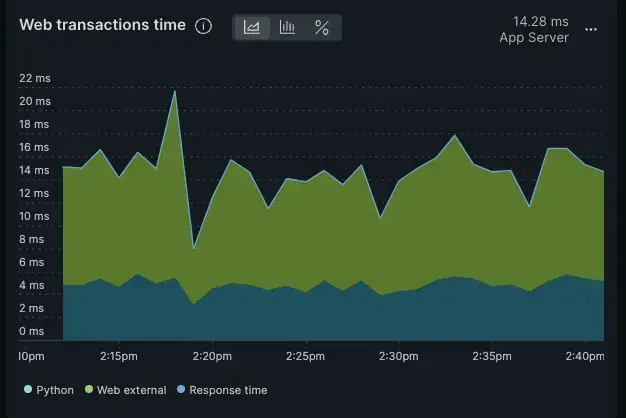 Web transactions time
14.28 ms
App Server
22 ms
20 ms
18 ms
16 ms
14 ms
12 ms
10 ms
8 ms
6 ms
4 ms
2 ms
0 ms
l0pm 2:15pm 2:20pm 2:25pm 2:30pm 2:35pm 2:40pm
Python Web external Response time